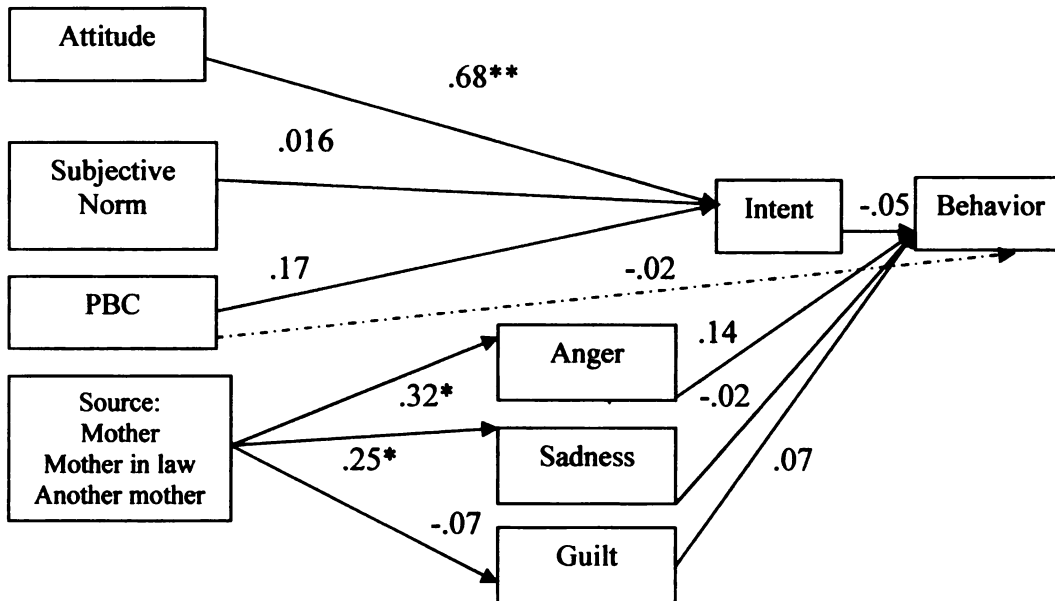 Attitude
.68**
.016
Subjective
Norm
Intent
-.05
Behavior
.17
-.02
PBC
.14
Anger
.32*
-.02
Source:
Mother
Mother in law
Another mother
.25*
Sadness
.07
-.07
Guilt